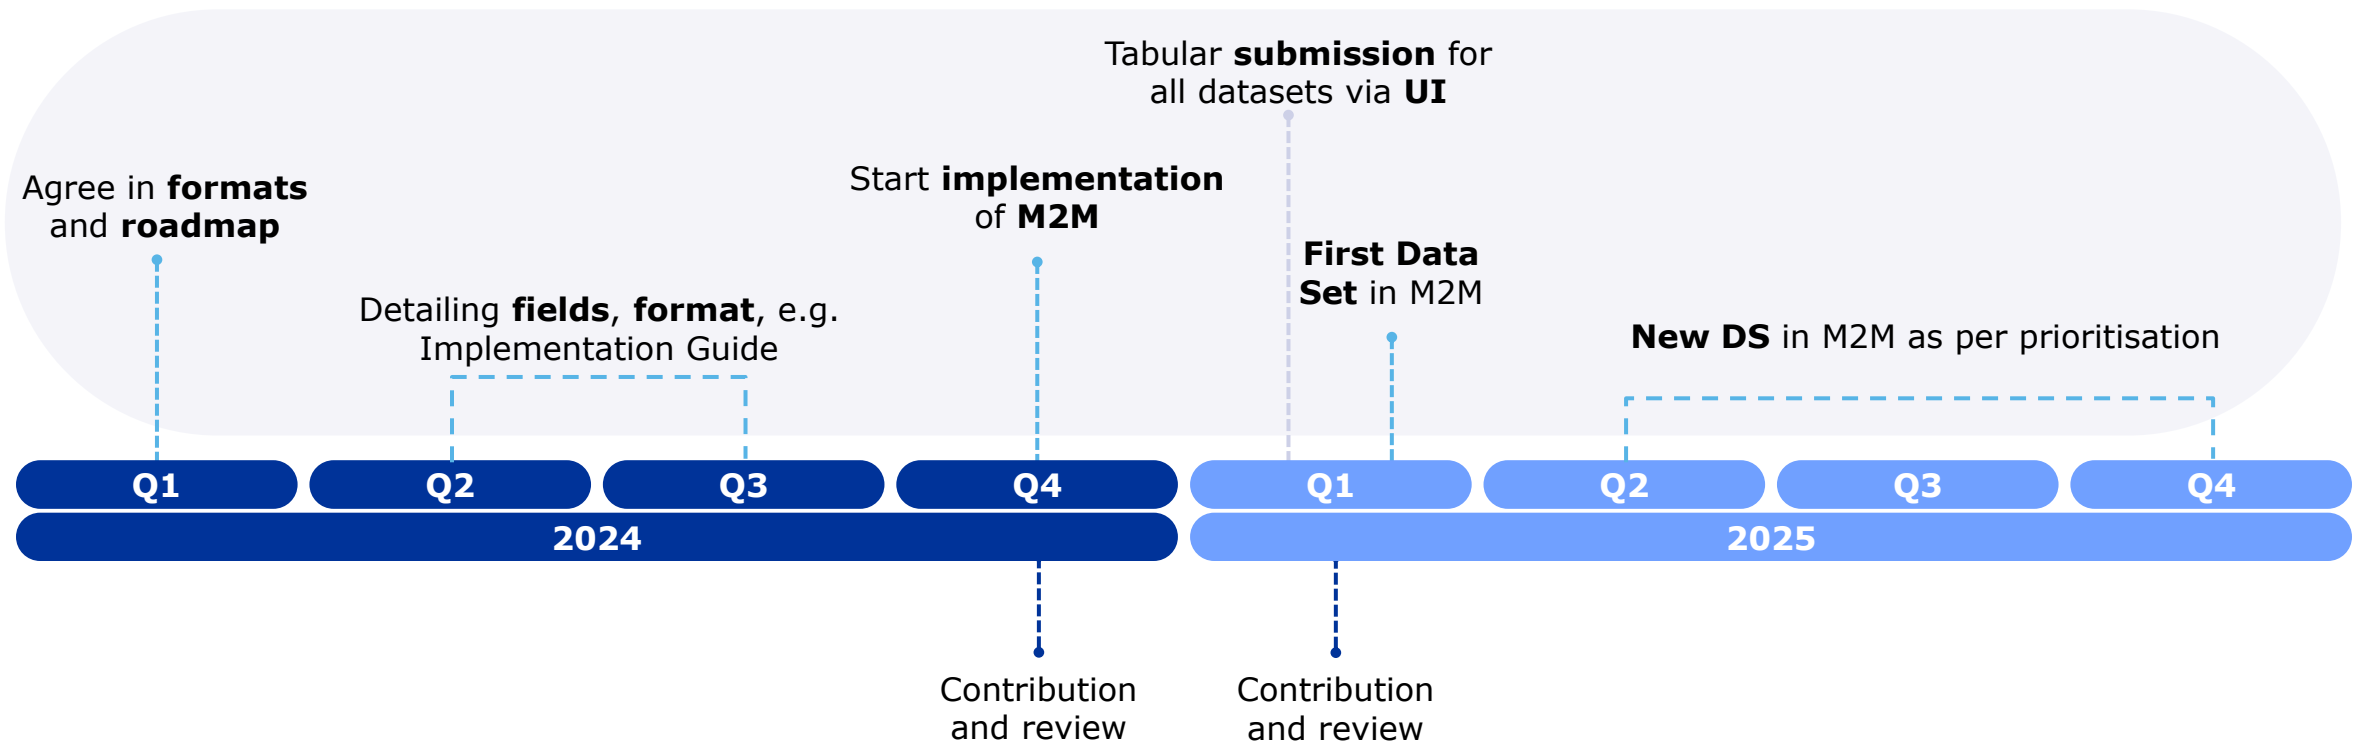 Tabular submission for
all datasets via UI
Agree in formats
and roadmap
Start implementation
of M2M
First Data
Set in M2M
Detailing fields, format, e.g.
Implementation Guide
New DS in M2M as per prioritisation
Q1
Q2
Q3
Q4
Q1
Q2
Q3
Q4
2024
2025
Contribution
and review
Contribution
and review